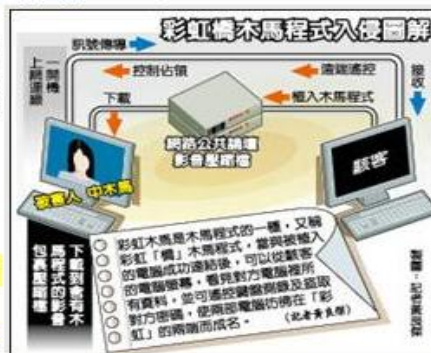 彩虹橋木馬程式入侵圖解
訊號傳導
控制佔領
遠端遙控
一開機
上網連線
接收
下載
植入木馬程式
網路公共論壇
影音壓縮檔
駭客
被害人 中木馬
下載到含有木
馬程式的影音
包裹壓縮檔
彩虹木馬是木馬程式的一種，又稱
彩虹「橋」木馬程式，當與被植入
的電腦成功連結後，可以從駭客
的電腦螢幕，看見對方電腦裡所
有資料，並可遙控鍵盤側錄及盜取
對方密碼，使兩部電腦彷彿在「彩
虹」的兩端而成名。
（記者黃良傑）
製圖：記者黃良傑